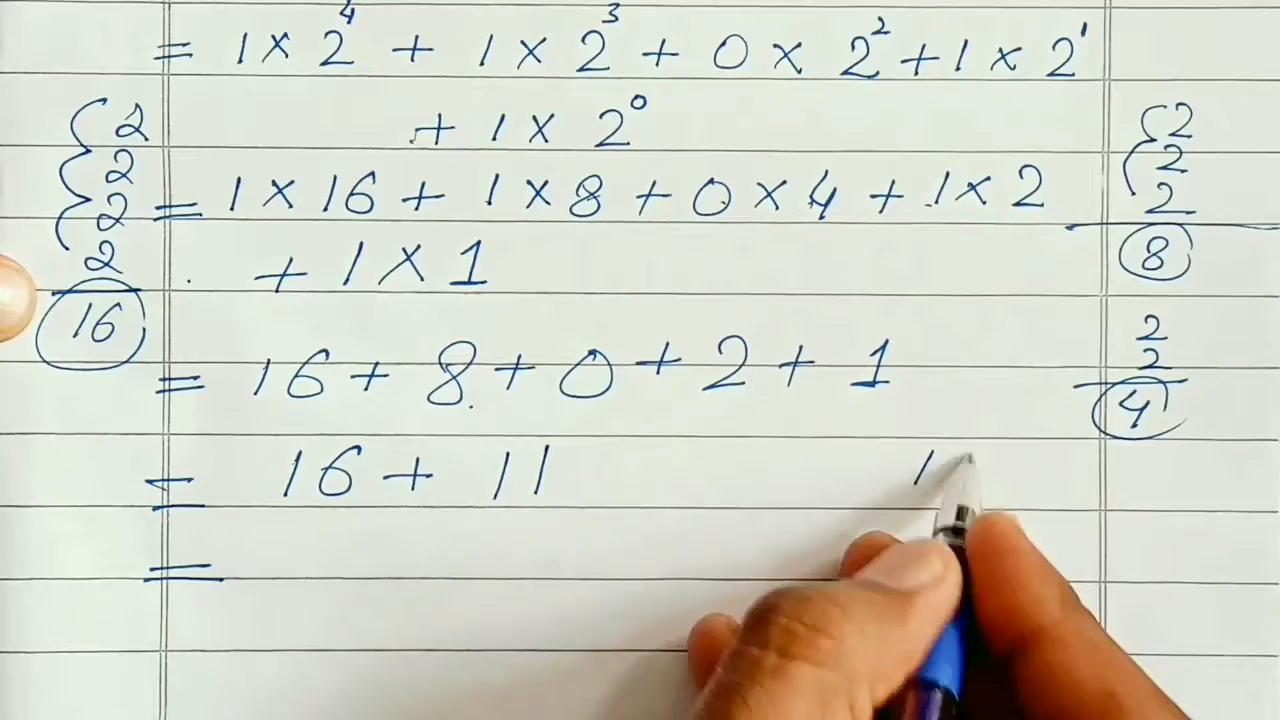 = 1 × 2⁴ + 1 × 2³ + 0 × 2² + 1 × 2¹
+ 1 × 2⁰
= 1 × 16 + 1 × 8 + 0 × 4 + 1 × 2
+ 1 × 1
= 16 + 8 + 0 + 2 + 1
= 16 + 11
=
1
2
2
2
2
16
2
2
2
8
2
2
4